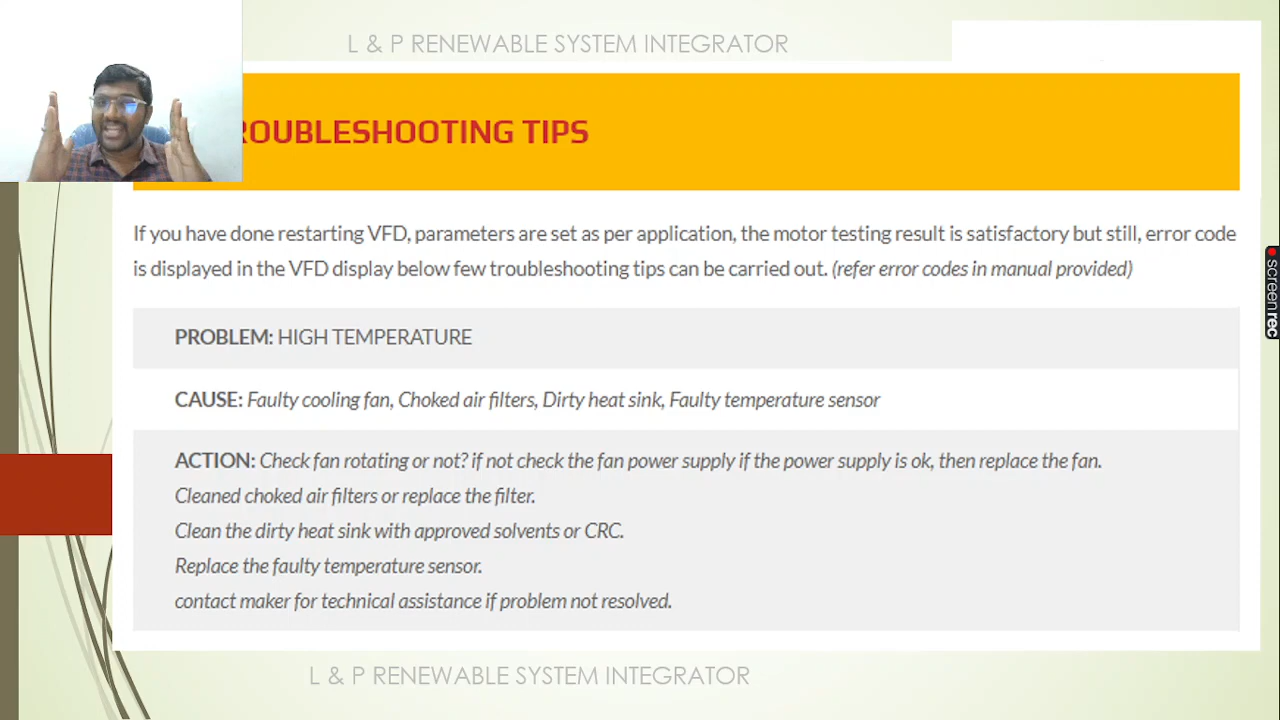 L & P RENEWABLE SYSTEM INTEGRATOR
ROUBLESHOOTING TIPS
If you have done restarting VFD, parameters are set as per application, the motor testing result is satisfactory but still, error code
is displayed in the VFD display below few troubleshooting tips can be carried out. (refer error codes in manual provided)
PROBLEM: HIGH TEMPERATURE
CAUSE: Faulty cooling fan, Choked air filters, Dirty heat sink, Faulty temperature sensor
ACTION: Check fan rotating or not? if not check the fan power supply if the power supply is ok, then replace the fan.
Cleaned choked air filters or replace the filter.
Clean the dirty heat sink with approved solvents or CRC.
Replace the faulty temperature sensor.
contact maker for technical assistance if problem not resolved.
L & P RENEWABLE SYSTEM INTEGRATOR
screenrec